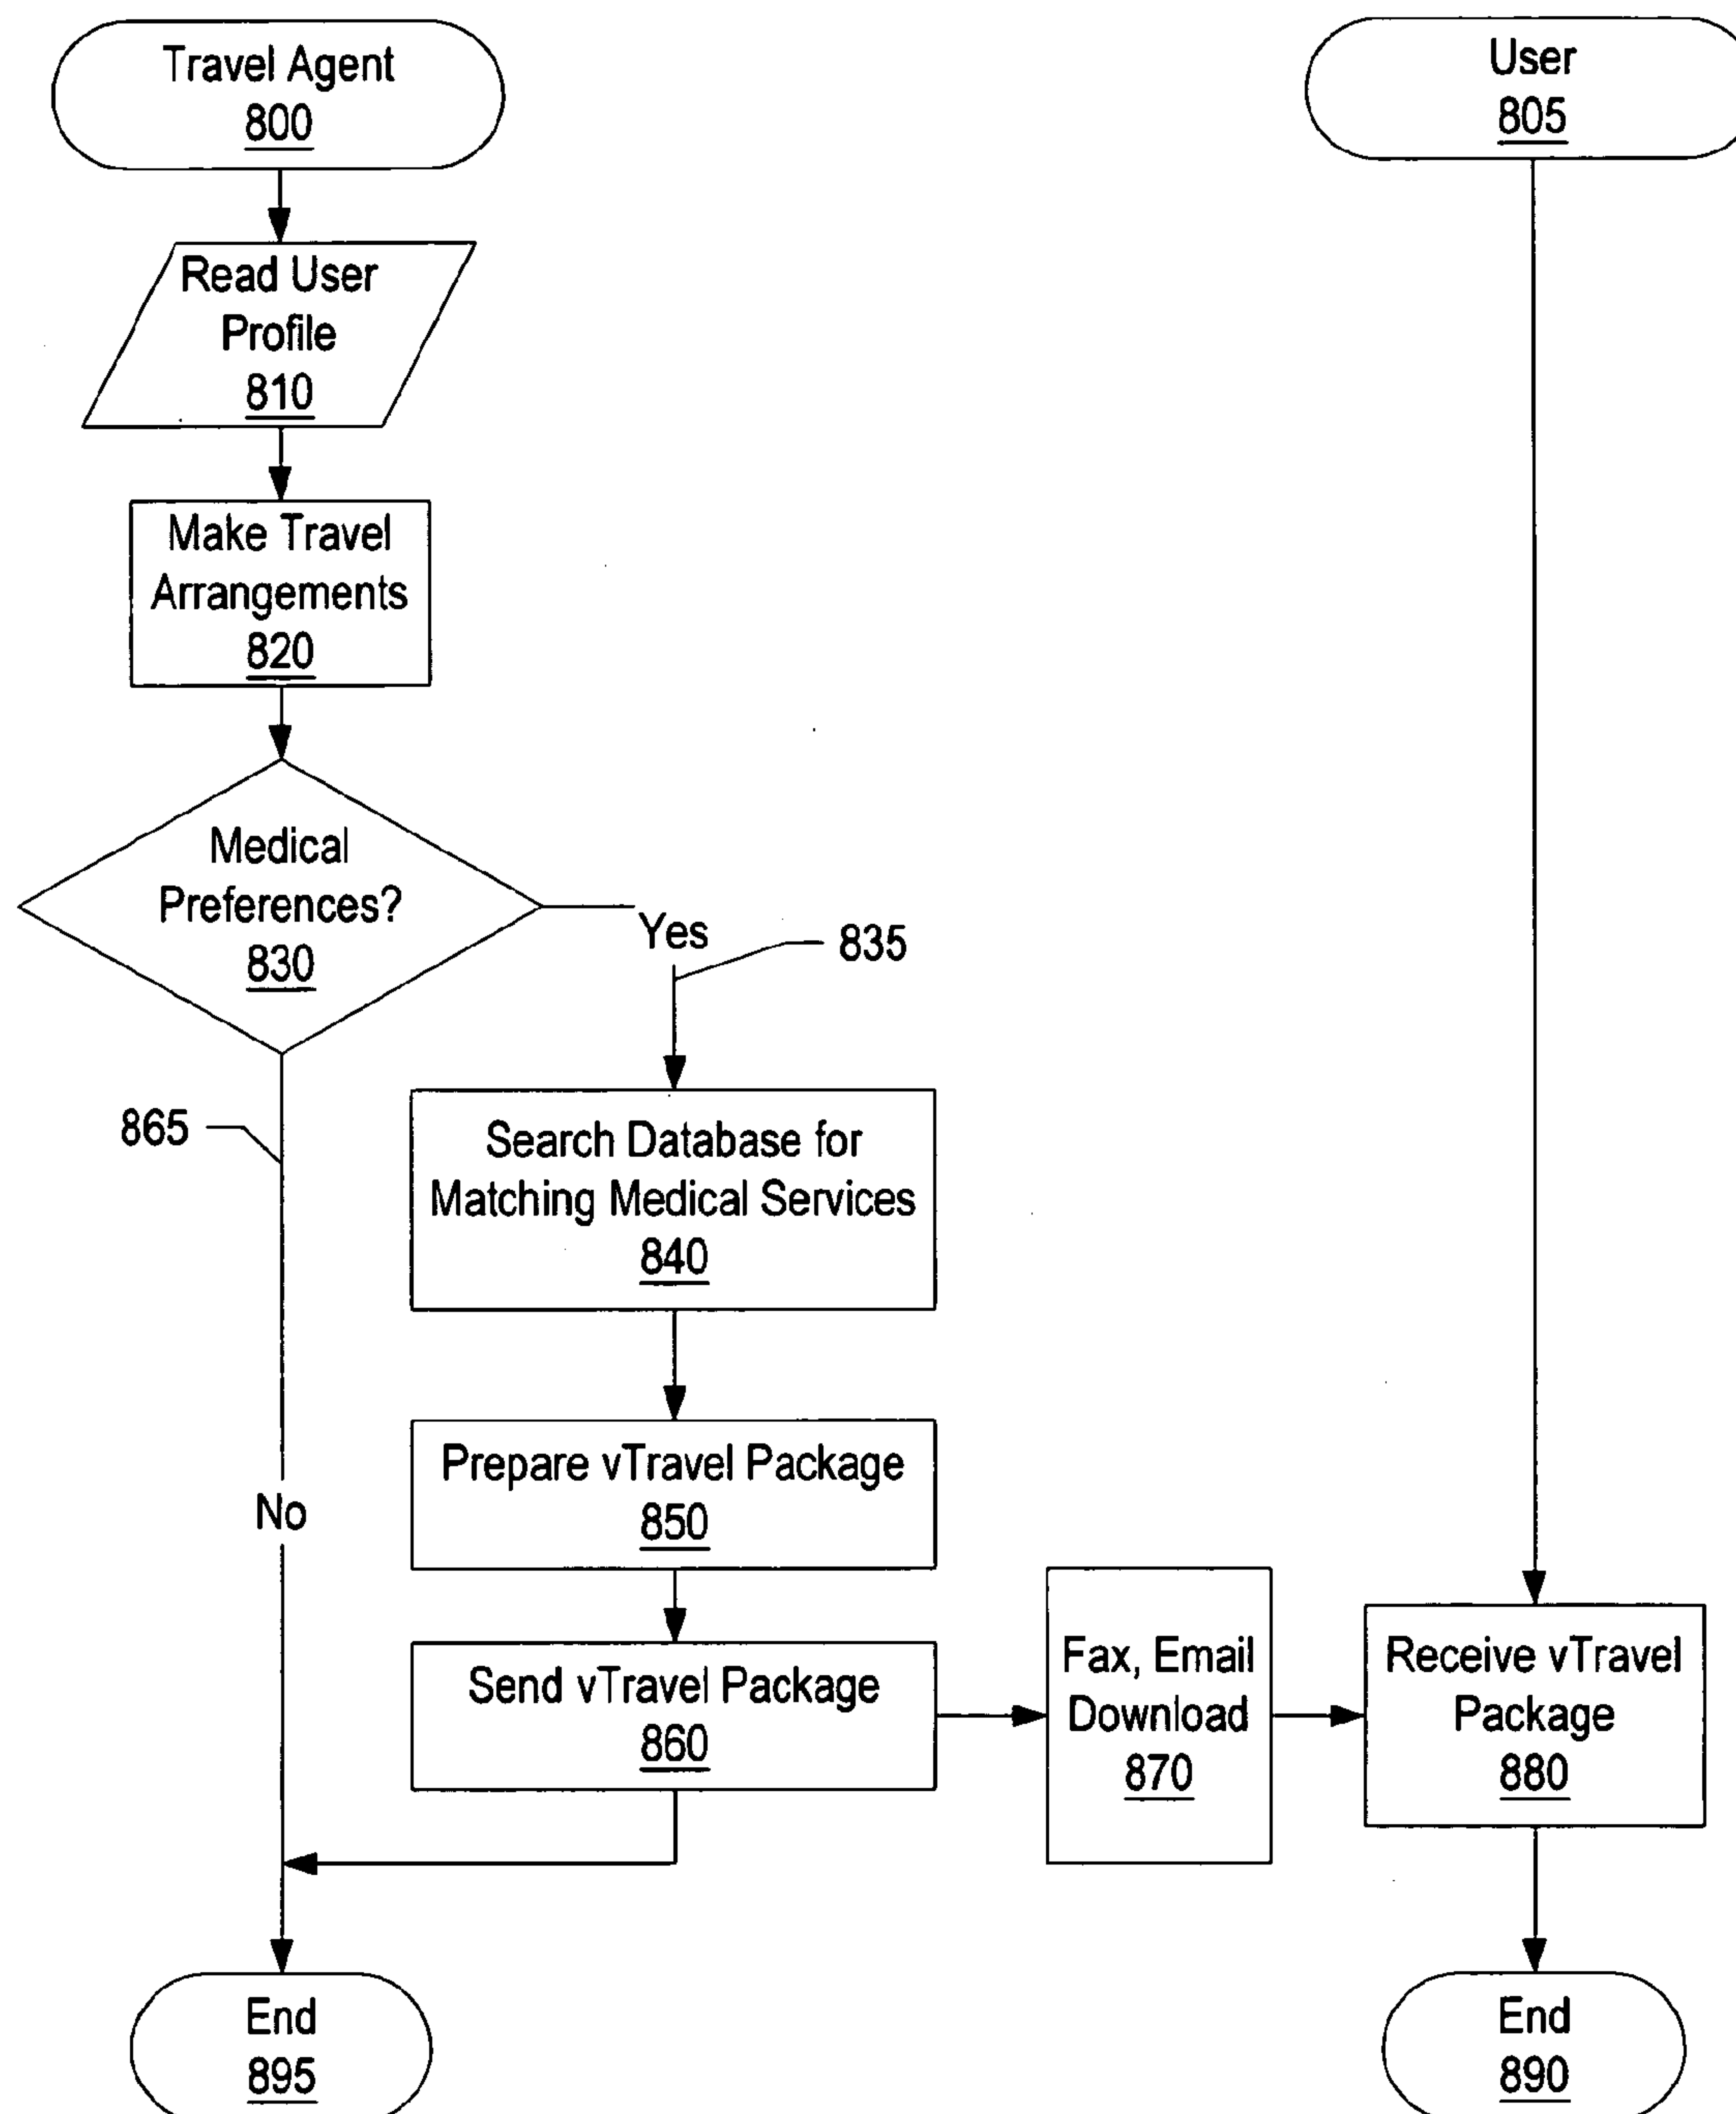 Travel Agent
800
User
805
Read User
Profile
810
Make Travel
Arrangements
820
Medical
Preferences?
830
Yes
835
865
Search Database for
Matching Medical Services
840
No
Prepare vTravel Package
850
Send vTravel Package
860
Fax, Email
Download
870
Receive vTravel
Package
880
End
895
End
890